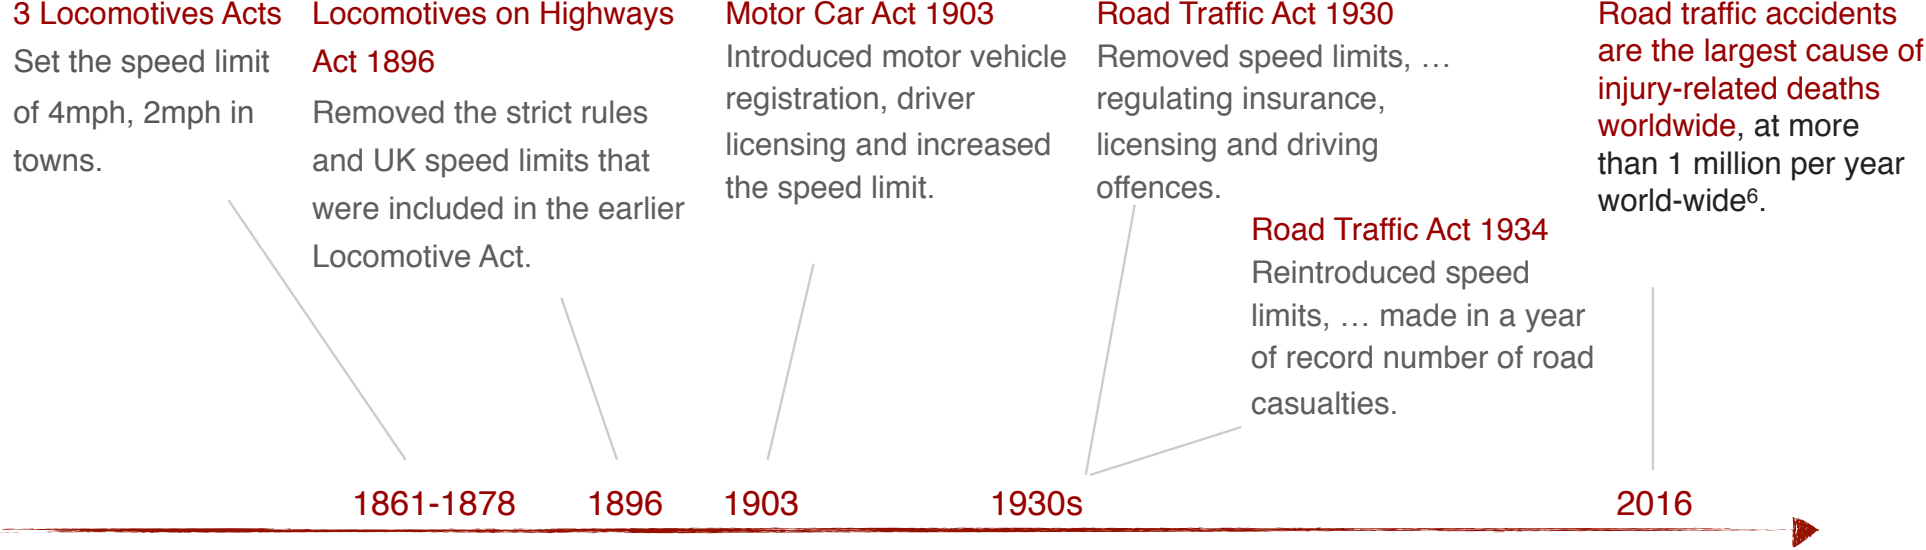 3 Locomotives Acts
Set the speed limit
of 4mph, 2mph in
towns.
Locomotives on Highways
Act 1896
Removed the strict rules
and UK speed limits that
were included in the earlier
Locomotive Act.
Motor Car Act 1903
Introduced motor vehicle
registration, driver
licensing and increased
the speed limit.
Road Traffic Act 1930
Removed speed limits, …
regulating insurance,
licensing and driving
offences.
Road Traffic Act 1934
Reintroduced speed
limits, … made in a year
of record number of road
casualties.
Road traffic accidents
are the largest cause of
injury-related deaths
worldwide, at more
than 1 million per year
world-wide⁶.
1861-1878
1896
1903
1930s
2016